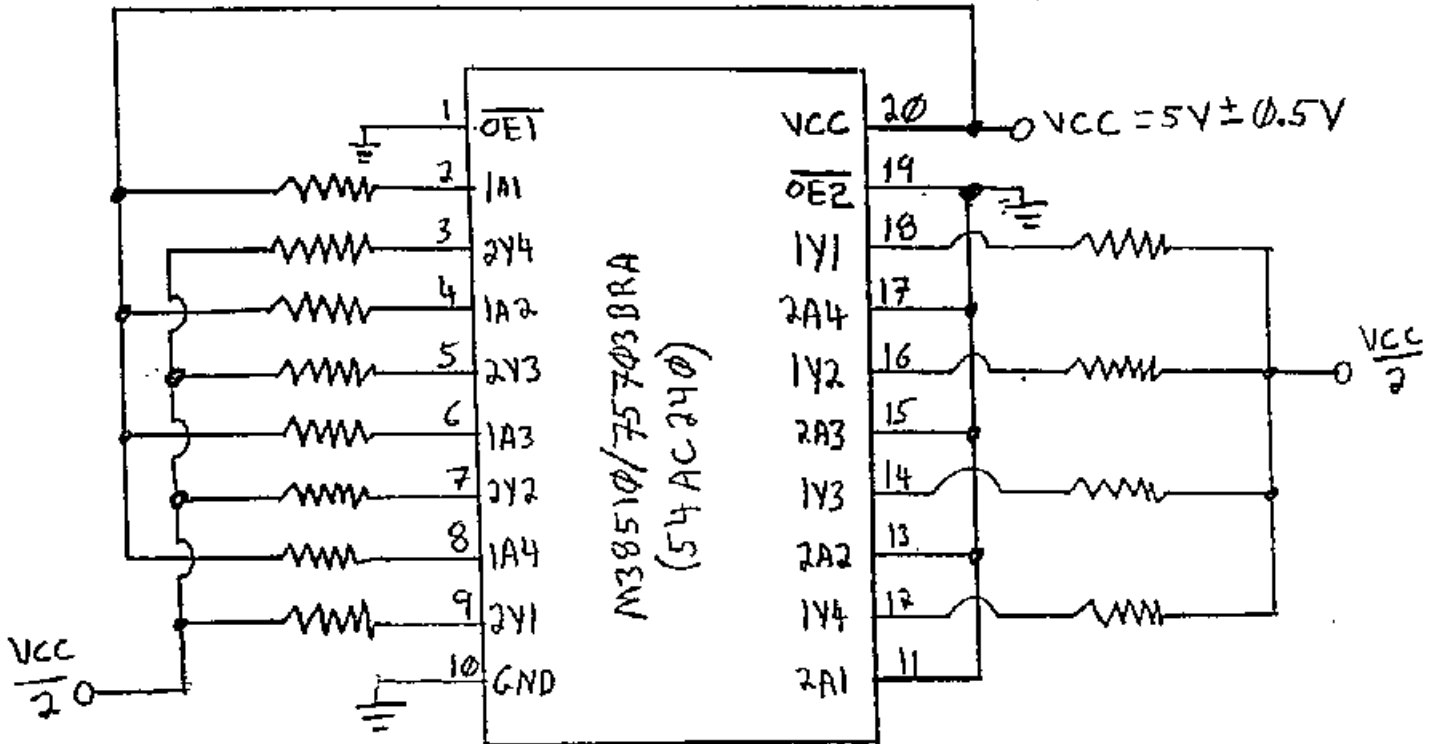 1 OE1
2 1A1
3 2Y4
4 1A2
5 2Y3
6 1A3
7 2Y2
8 1A4
9 2Y1
10 GND
VCC
2
M38510/75703BRA
(54AC240)
VCC 20
VCC = 5V ± 0.5V
OE2 19
1Y1 18
2A4 17
1Y2 16
2A3 15
1Y3 14
2A2 13
1Y4 12
2A1 11
VCC
2